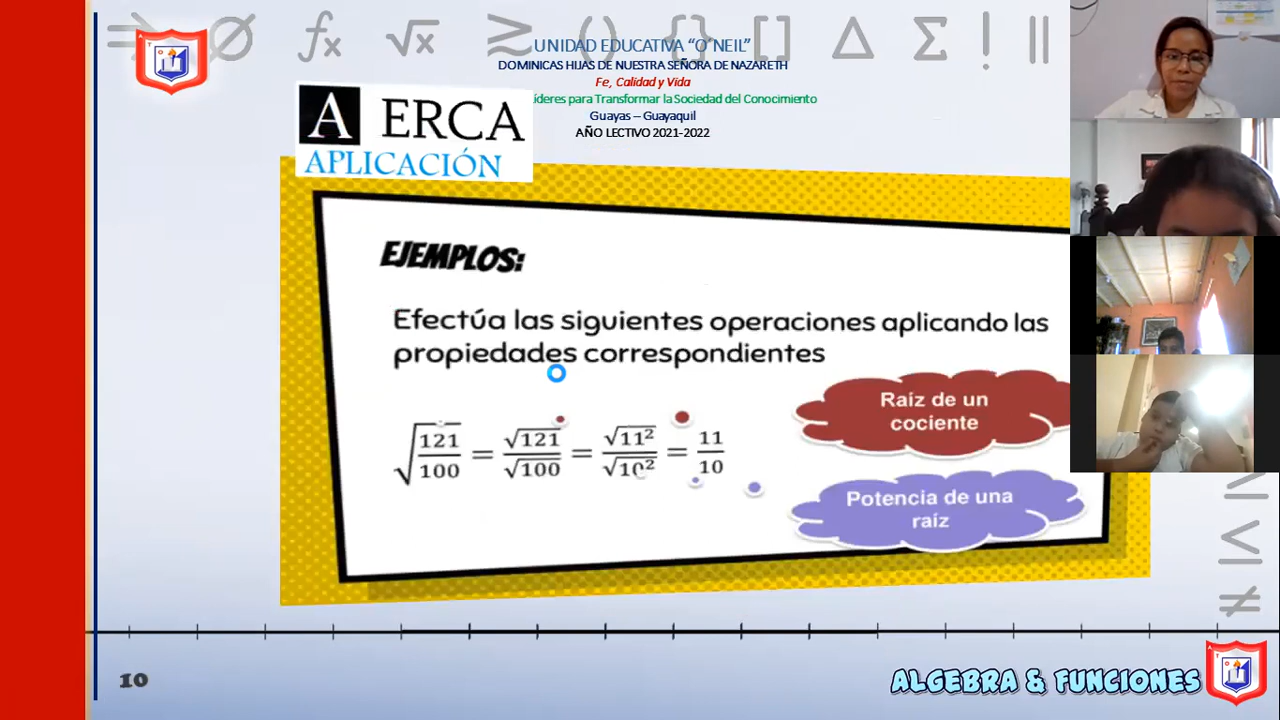 UNIDAD EDUCATIVA “O´NEIL”
DOMINICAS HIJAS DE NUESTRA SEÑORA DE NAZARETH
Fe, Calidad y Vida
íderes para Transformar la Sociedad del Conocimiento
Guayas – Guayaquil
AÑO LECTIVO 2021-2022
A ERCA
APLICACIÓN
EJEMPLOS:
Efectúa las siguientes operaciones aplicando las
propiedades correspondientes
√(121/100) = √121/√100 = √11²/√10² = 11/10
Raíz de un
cociente
Potencia de una
raíz
10
ALGEBRA & FUNCIONES